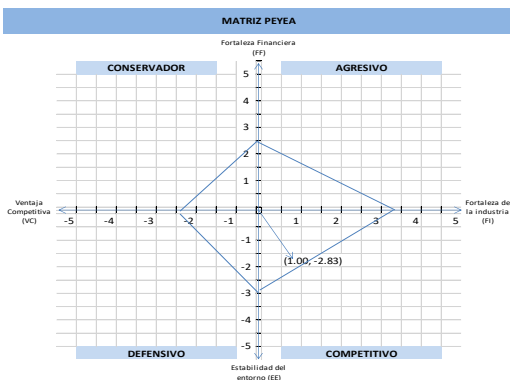 MATRIZ PEYEA
Fortaleza Financiera
(FF)
CONSERVADOR
AGRESIVO
5
4
3
2
1
Ventaja
Competitiva
(VC)
-5
-4
-3
-2
-1
1
2
3
4
5
Fortaleza de
la industria
(FI)
-1
(1.00, -2.83)
-2
-3
-4
-5
DEFENSIVO
COMPETITIVO
Estabilidad del
entorno (EE)